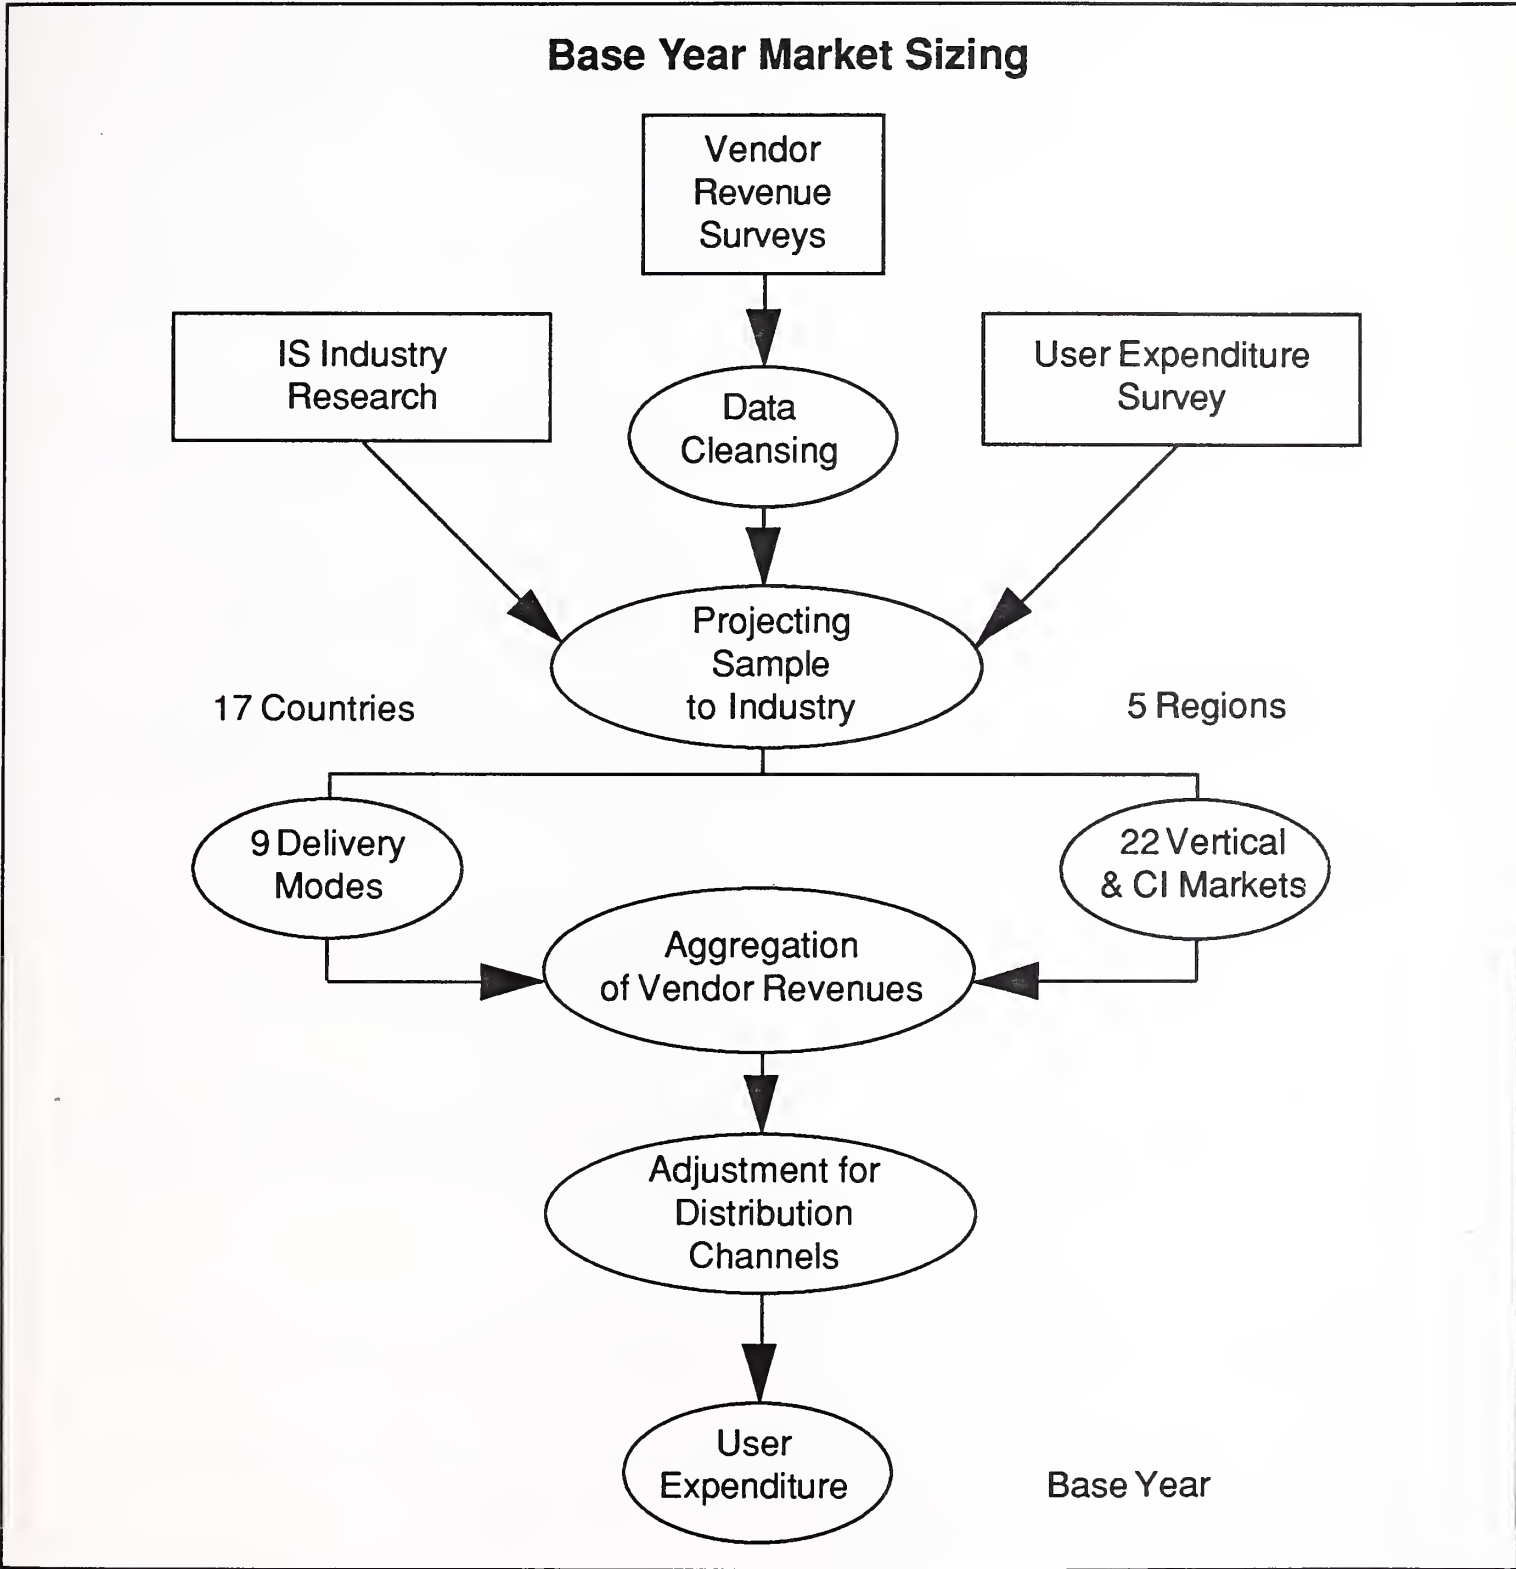 Base Year Market Sizing
Vendor
Revenue
Surveys
IS Industry
Research
User Expenditure
Survey
Data
Cleansing
Projecting
Sample
to Industry
17 Countries
5 Regions
9 Delivery
Modes
22 Vertical
& CI Markets
Aggregation
of Vendor Revenues
Adjustment for
Distribution
Channels
User
Expenditure
Base Year